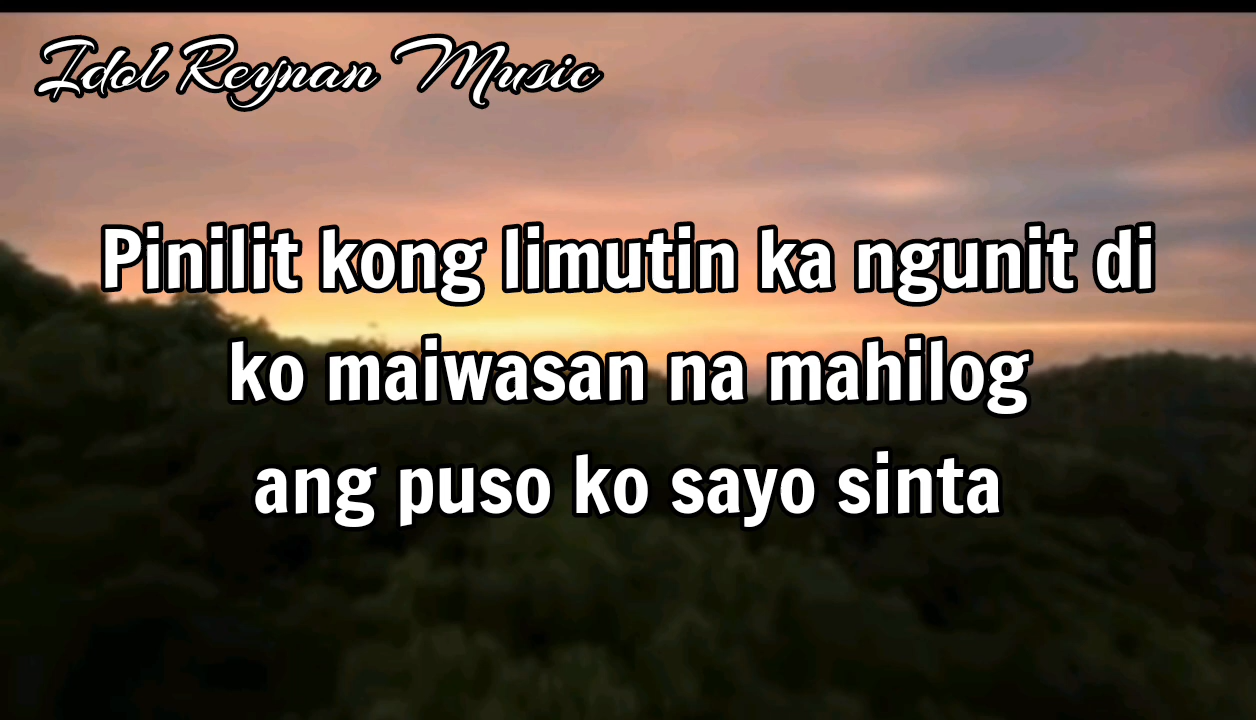 Idol Reynan Music
Pinilit kong limutin ka ngunit di
ko maiwasan na mahilog
ang puso ko sayo sinta